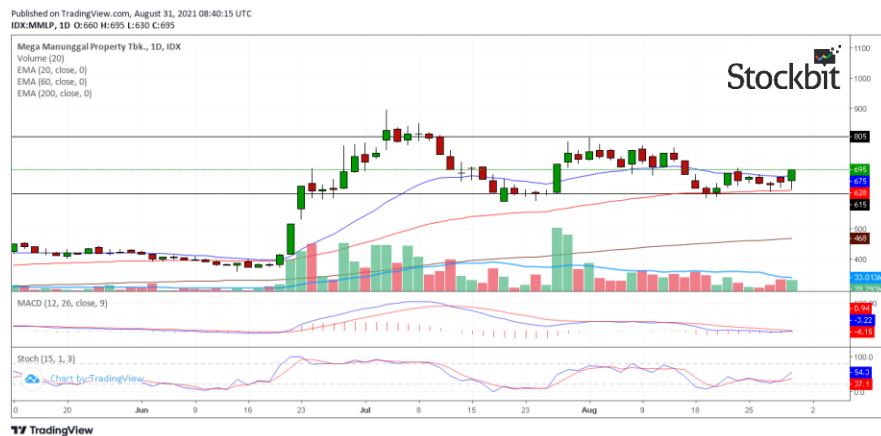 Published on TradingView.com, August 31, 2021 08:40:15 UTC
IDX:MMLP, 1D O:660 H:695 L:630 C:695
Mega Manunggal Property Tbk., 1D, IDX
Volume (20)
EMA (20, close, 0)
EMA (60, close, 0)
EMA (200, close, 0)
Stockbit
1100
1000
900
805
695
675
628
615
500
468
400
33.013M
MACD (12, 26, close, 9)
0.94
-3.22
-4.15
Stoch (15, 1, 3)
100.0
54.3
37.1
Chart by TradingView
20
Jun
9
16
23
Jul
8
15
23
Aug
9
18
25
2
TradingView